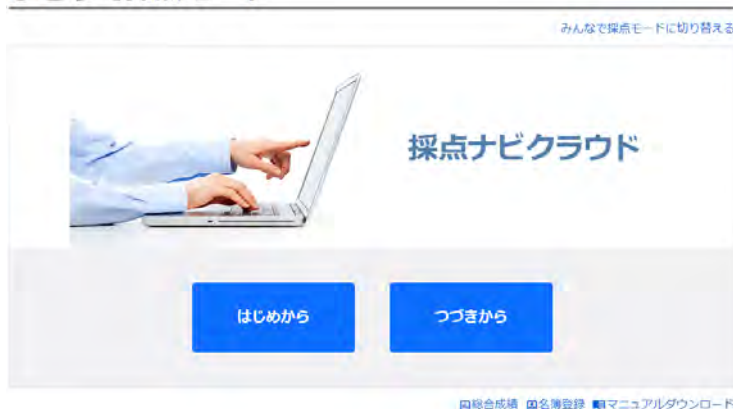 みんなで採点モードに切り替える
採点ナビクラウド
はじめから
つづきから
総合成績 名簿登録 マニュアルダウンロード